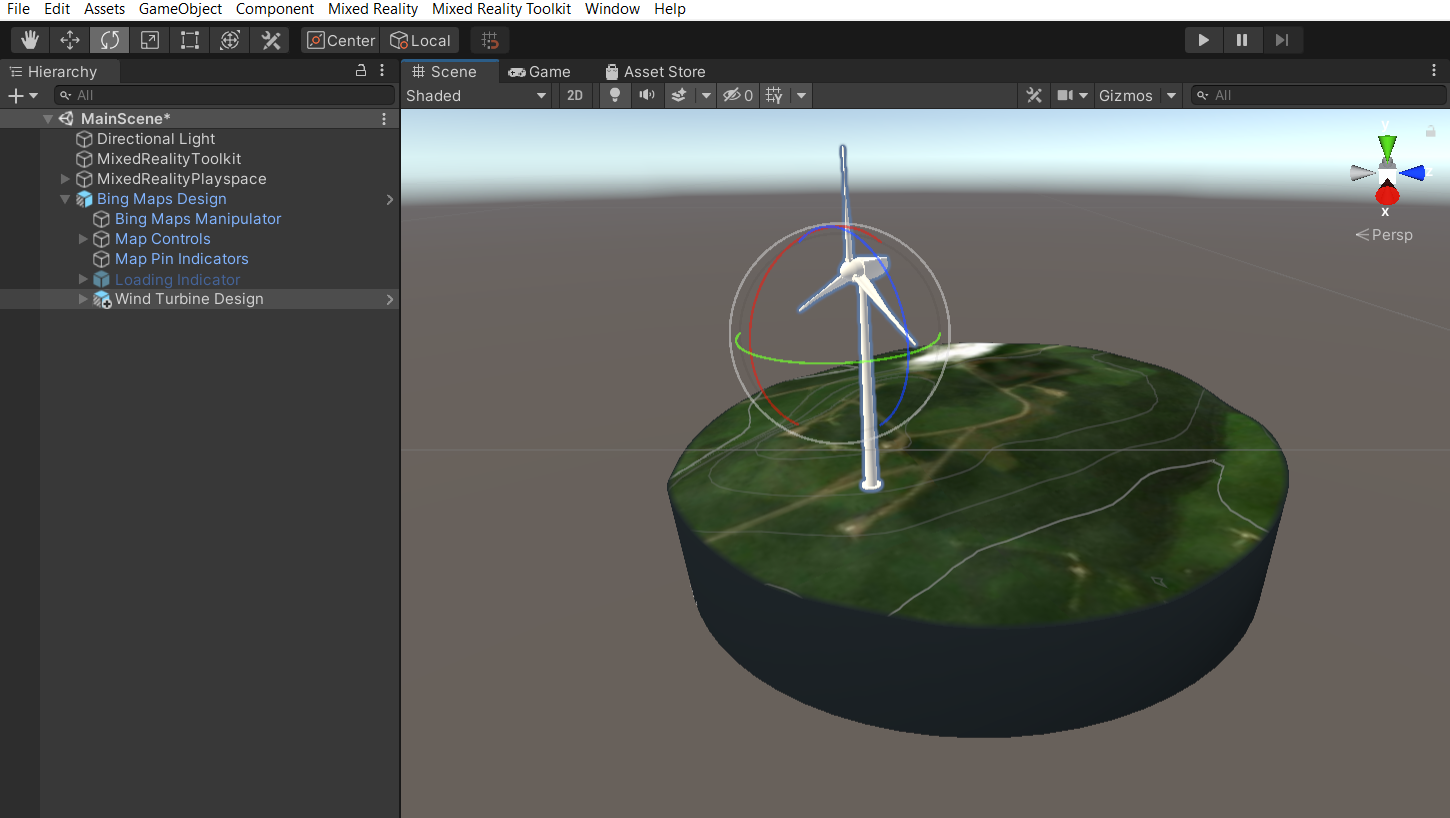 File Edit Assets GameObject Component Mixed Reality Mixed Reality Toolkit Window Help
Center Local
Hierarchy
All
MainScene*
Directional Light
MixedRealityToolkit
MixedRealityPlayspace
Bing Maps Design
Bing Maps Manipulator
Map Controls
Map Pin Indicators
Loading Indicator
Wind Turbine Design
Scene Game Asset Store
Shaded 2D 0 Gizmos All
y
z
x
Persp